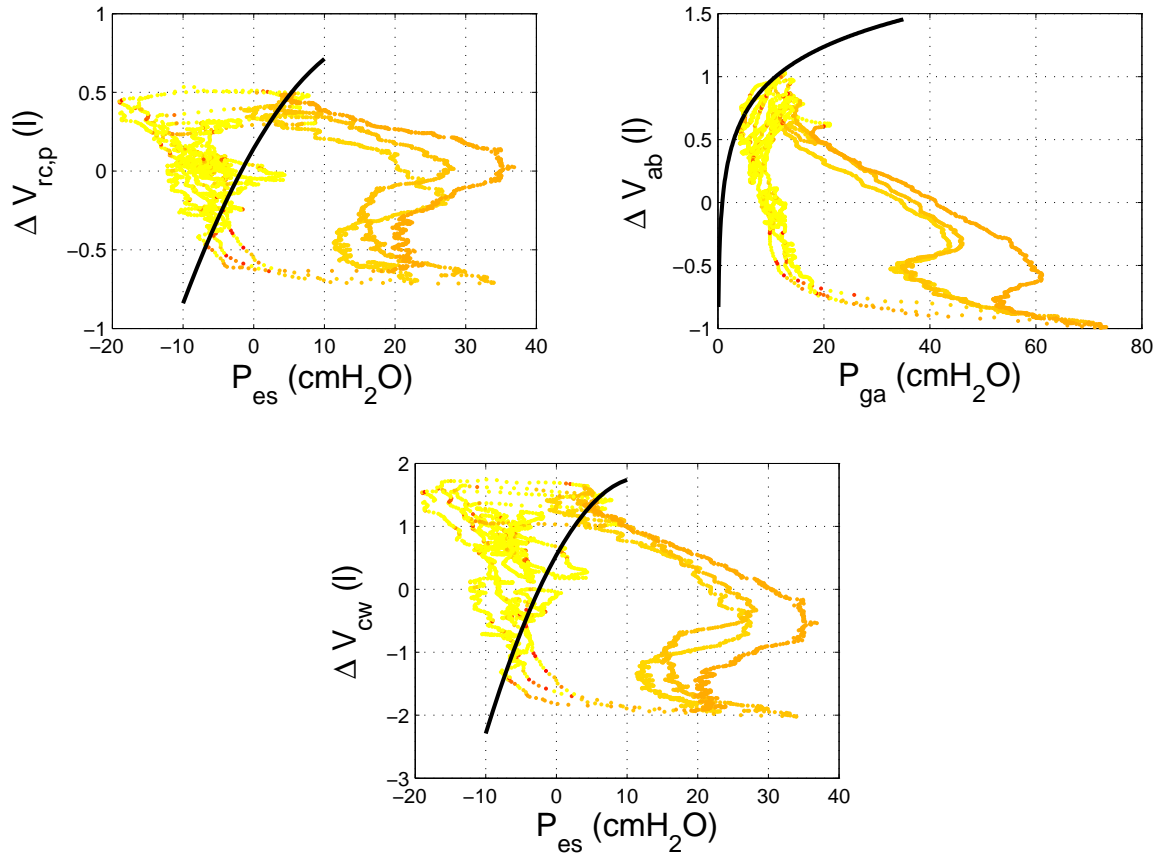 1
0.5
0
−0.5
−1
−20 −10 0 10 20 30 40
Δ V_rc,p (l)
P_es (cmH_2O)
1.5
1
0.5
0
−0.5
−1
0 20 40 60 80
Δ V_ab (l)
P_ga (cmH_2O)
2
1
0
−1
−2
−3
−20 −10 0 10 20 30 40
Δ V_cw (l)
P_es (cmH_2O)